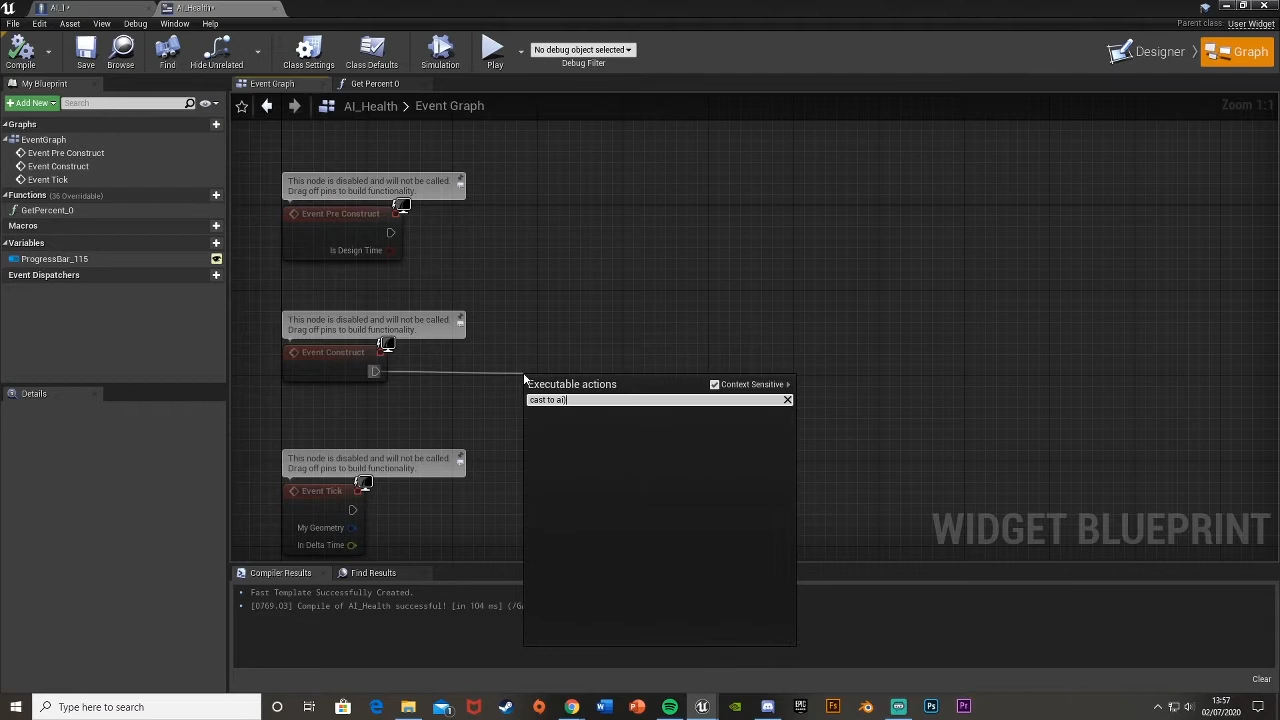 AI_1*
AI_Health*
File Edit Asset View Debug Window Help
Parent class: User Widget
Compile Save Browse Find Hide Unrelated Class Settings Class Defaults Simulation Play
No debug object selected
Debug Filter
Designer
Graph
My Blueprint
Add New
Search
Graphs
EventGraph
Event Pre Construct
Event Construct
Event Tick
Functions (36 Overridable)
GetPercent_0
Macros
Variables
ProgressBar_115
Event Dispatchers
Details
Event Graph
Get Percent 0
AI_Health > Event Graph
Zoom 1:1
This node is disabled and will not be called.
Drag off pins to build functionality.
Event Pre Construct
Is Design Time
This node is disabled and will not be called.
Drag off pins to build functionality.
Event Construct
Executable actions
Context Sensitive
cast to ai)
This node is disabled and will not be called.
Drag off pins to build functionality.
Event Tick
My Geometry
In Delta Time
WIDGET BLUEPRINT
Compiler Results
Find Results
Fast Template Successfully Created.
[0769.03] Compile of AI_Health successful! [in 104 ms] (/G
Clear
Type here to search
13:57
02/07/2020